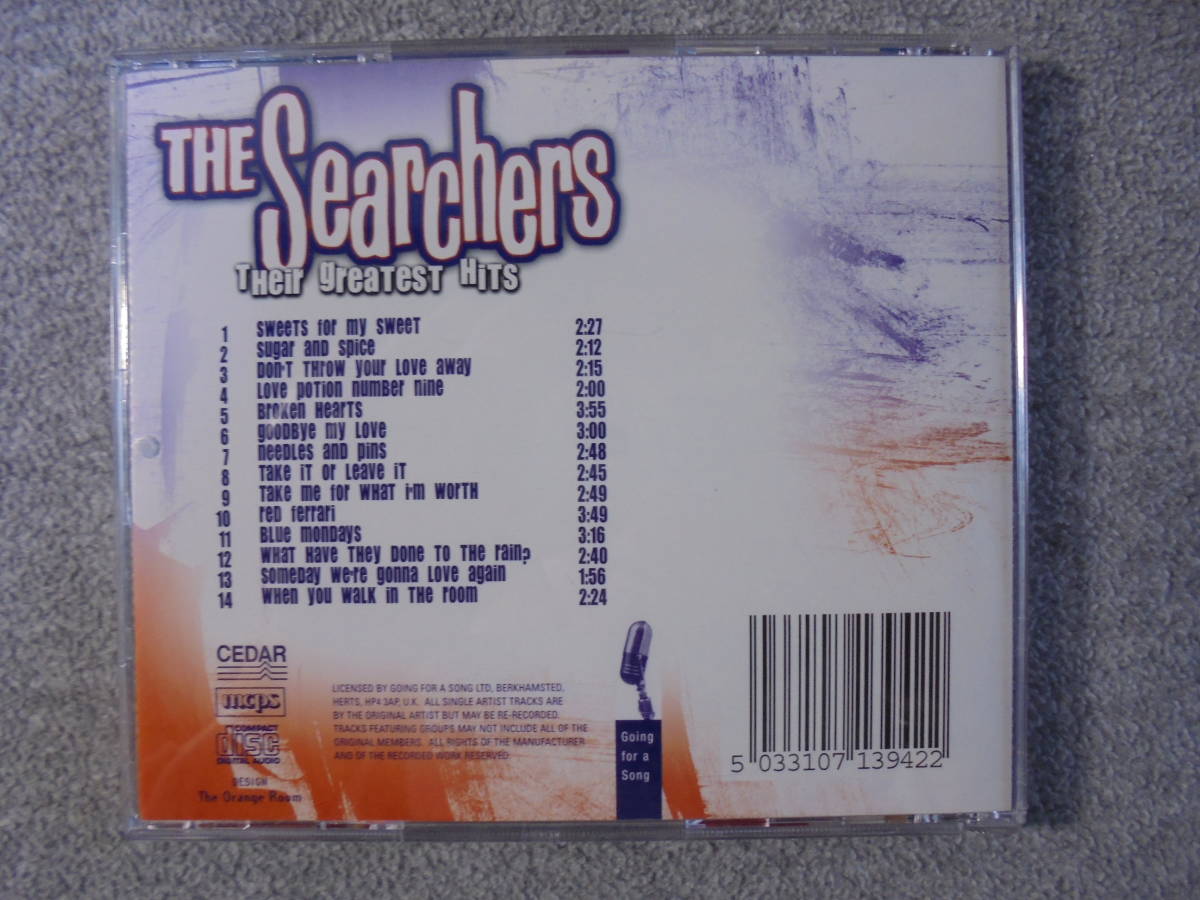 THE Searchers
Their greatest Hits
1 sweets for my sweet 2:27
2 sugar and spice 2:12
3 Don't Throw your Love away 2:15
4 Love potion number nine 2:00
5 Broken Hearts 3:55
6 goodbye my Love 3:00
7 needles and pins 2:48
8 Take it or Leave it 2:45
9 Take me for what i'm worth 2:49
10 red ferrari 3:49
11 Blue mondays 3:16
12 what Have They Done To The rain? 2:40
13 someday we're gonna Love again 1:56
14 when you walk in The room 2:24
CEDAR
mcps
COMPACT
disc
DIGITAL AUDIO
DESIGN
The Orange Room
LICENSED BY GOING FOR A SONG LTD, BERKHAMSTED,
HERTS, HP4 3AP, U.K. ALL SINGLE ARTIST TRACKS ARE
BY THE ORIGINAL ARTIST BUT MAY BE RE-RECORDED.
TRACKS FEATURING GROUPS MAY NOT INCLUDE ALL OF THE
ORIGINAL MEMBERS. ALL RIGHTS OF THE MANUFACTURER
AND OF THE RECORDED WORK RESERVED
Going
for a
Song
5 033107 139422